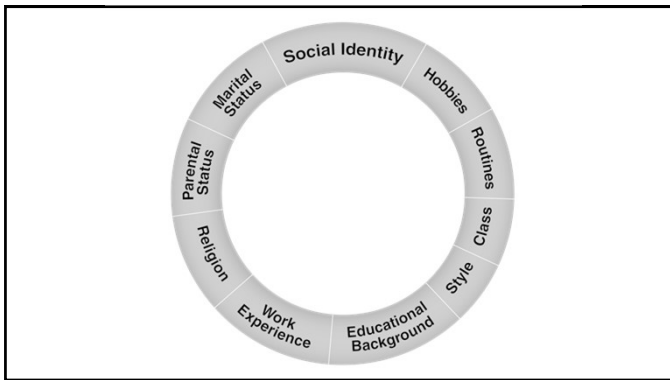 Social Identity
Hobbies
Routines
Class
Style
Educational
Background
Work
Experience
Religion
Parental
Status
Marital
Status